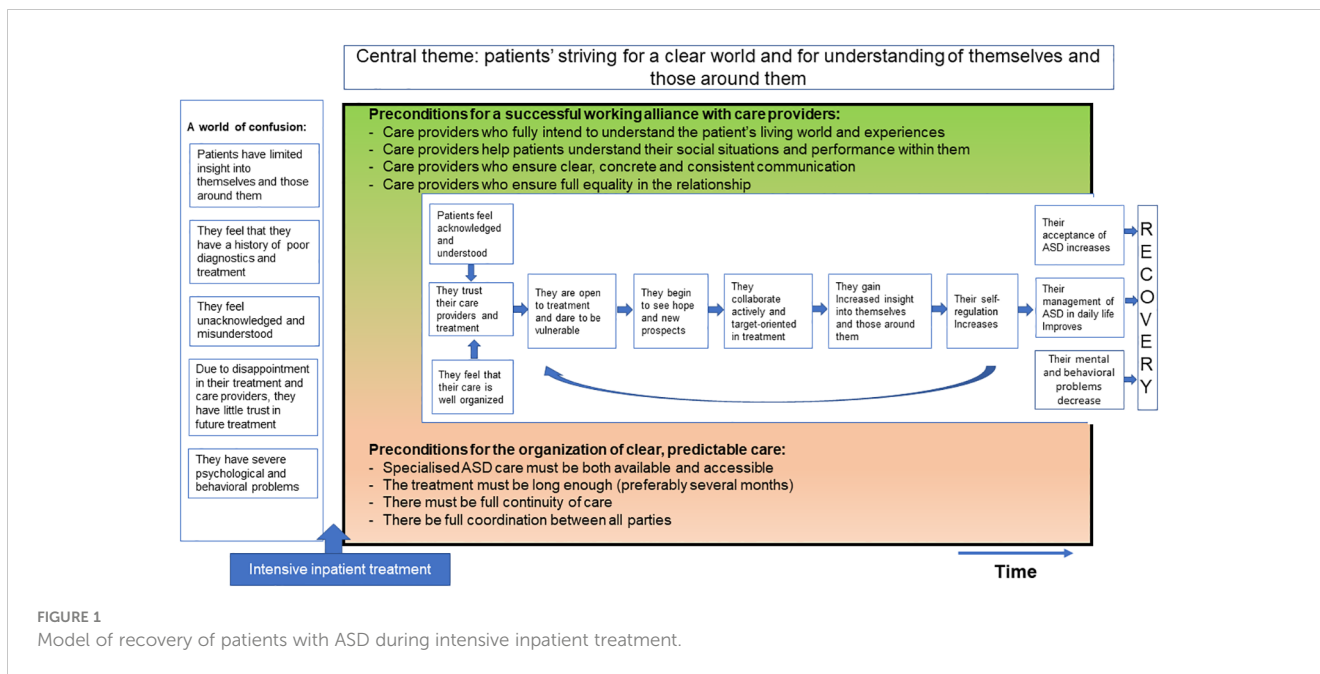 Central theme: patients' striving for a clear world and for understanding of themselves and
those around them
A world of confusion:
Patients have limited
insight into
themselves and those
around them
They feel that they
have a history of poor
diagnostics and
treatment
They feel
unacknowledged and
misunderstood
Due to disappointment
in their treatment and
care providers, they
have little trust in
future treatment
They have severe
psychological and
behavioral problems
Intensive inpatient treatment
Preconditions for a successful working alliance with care providers:
- Care providers who fully intend to understand the patient's living world and experiences
- Care providers help patients understand their social situations and performance within them
- Care providers who ensure clear, concrete and consistent communication
- Care providers who ensure full equality in the relationship
Patients feel
acknowledged
and
understood
They trust
their care
providers and
treatment
They feel that
their care is
well organized
They are open
to treatment
and dare to be
vulnerable
They begin
to see hope
and new
prospects
They
collaborate
actively and
target-oriented
in treatment
They gain
Increased insight
into themselves
and those around
them
Their self-
regulation
Increases
Their
acceptance of
ASD increases
Their
management of
ASD in daily life
Improves
Their mental
and behavioral
problems
decrease
R
E
C
O
V
E
R
Y
Preconditions for the organization of clear, predictable care:
- Specialised ASD care must be both available and accessible
- The treatment must be long enough (preferably several months)
- There must be full continuity of care
- There be full coordination between all parties
Time
FIGURE 1
Model of recovery of patients with ASD during intensive inpatient treatment.